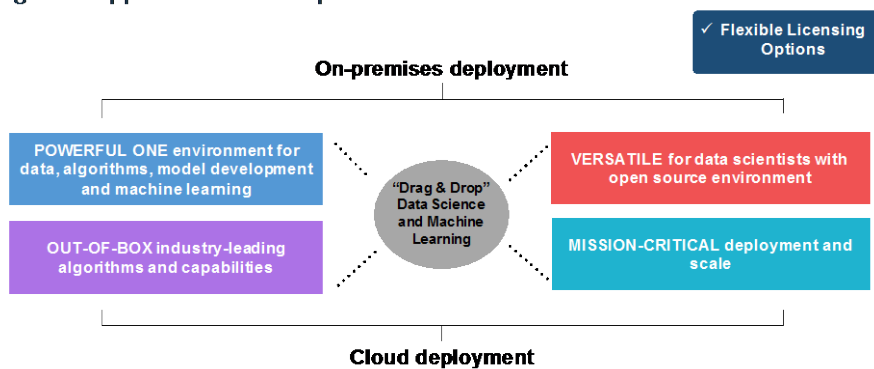 ✓ Flexible Licensing
Options
On-premises deployment
POWERFUL ONE environment for
data, algorithms, model development
and machine learning
VERSATILE for data scientists with
open source environment
“Drag & Drop”
Data Science
and Machine
Learning
OUT-OF-BOX industry-leading
algorithms and capabilities
MISSION-CRITICAL deployment and
scale
Cloud deployment